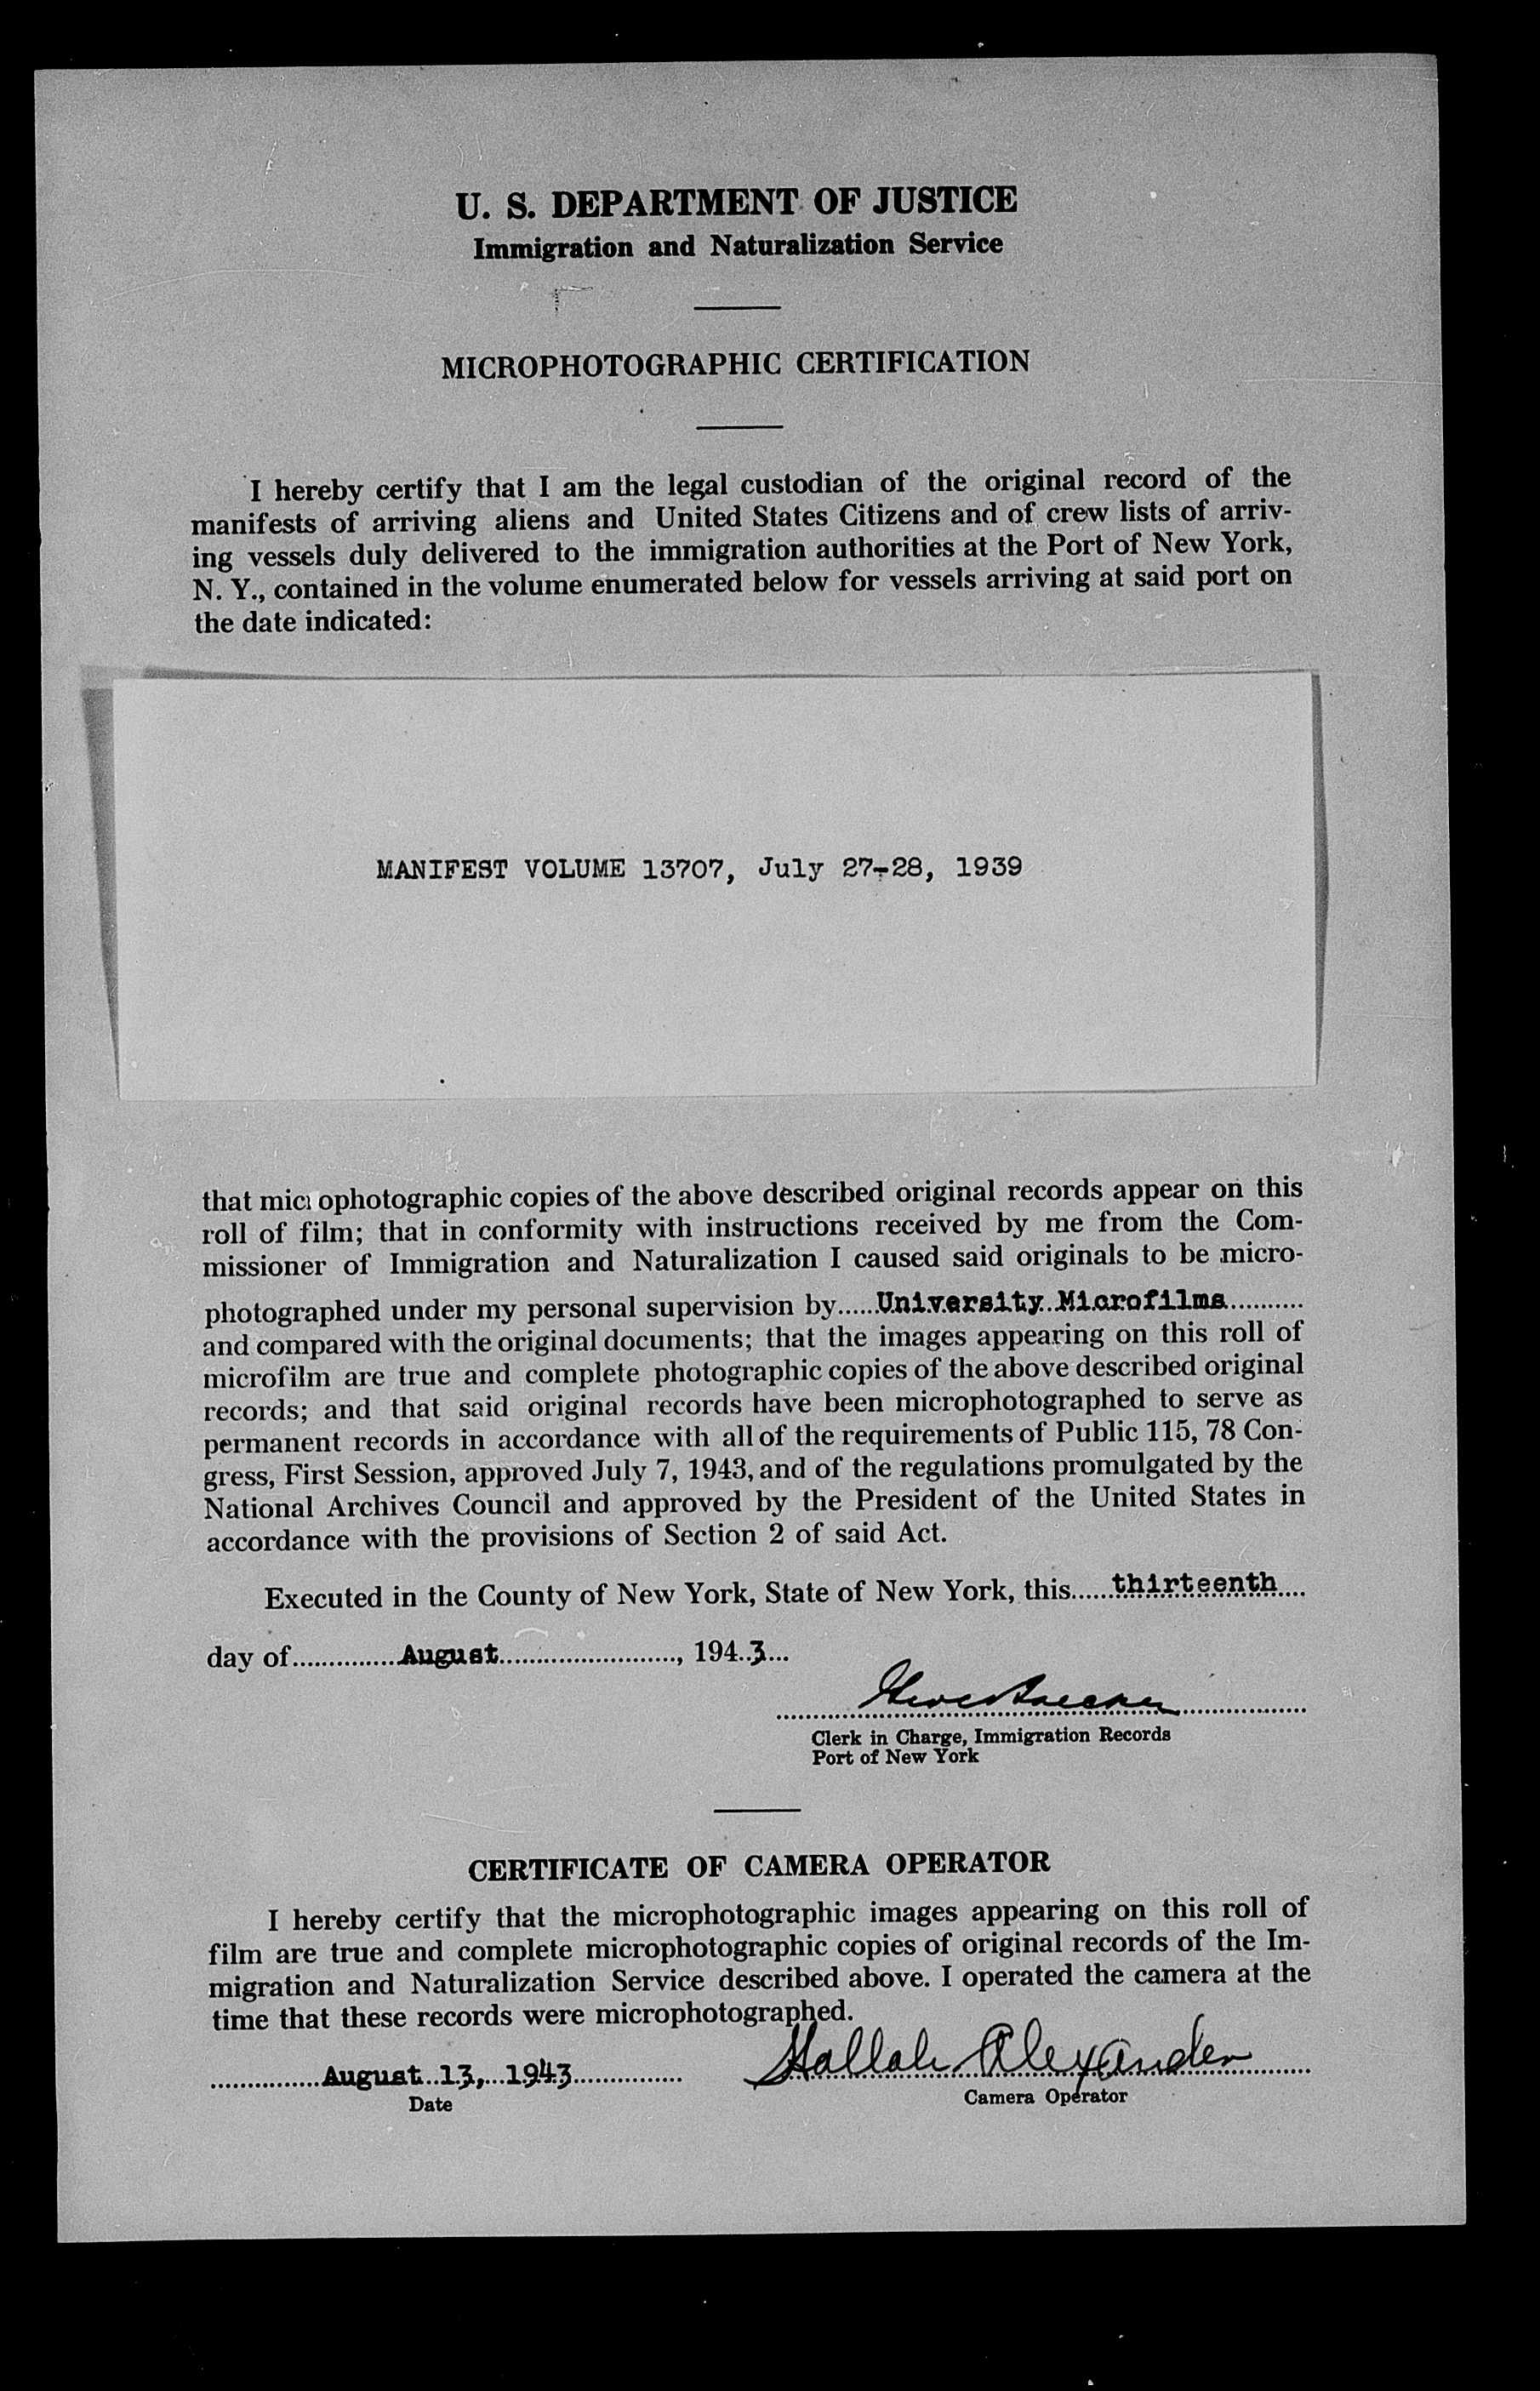 U. S. DEPARTMENT OF JUSTICE
Immigration and Naturalization Service
MICROPHOTOGRAPHIC CERTIFICATION
I hereby certify that I am the legal custodian of the original record of the
manifests of arriving aliens and United States Citizens and of crew lists of arriv-
ing vessels duly delivered to the immigration authorities at the Port of New York,
N. Y., contained in the volume enumerated below for vessels arriving at said port on
the date indicated:
MANIFEST VOLUME 13707, July 27-28, 1939
that microphotographic copies of the above described original records appear on this
roll of film; that in conformity with instructions received by me from the Com-
missioner of Immigration and Naturalization I caused said originals to be micro-
photographed under my personal supervision by......University Microfilms...........
and compared with the original documents; that the images appearing on this roll of
microfilm are true and complete photographic copies of the above described original
records; and that said original records have been microphotographed to serve as
permanent records in accordance with all of the requirements of Public 115, 78 Con-
gress, First Session, approved July 7, 1943, and of the regulations promulgated by the
National Archives Council and approved by the President of the United States in
accordance with the provisions of Section 2 of said Act.
Executed in the County of New York, State of New York, this......thirteenth....
day of...............August........................, 194..3...
Clerk in Charge, Immigration Records
Port of New York
CERTIFICATE OF CAMERA OPERATOR
I hereby certify that the microphotographic images appearing on this roll of
film are true and complete microphotographic copies of original records of the Im-
migration and Naturalization Service described above. I operated the camera at the
time that these records were microphotographed.
August 13, 1943 Hallah Alexander
Date Camera Operator